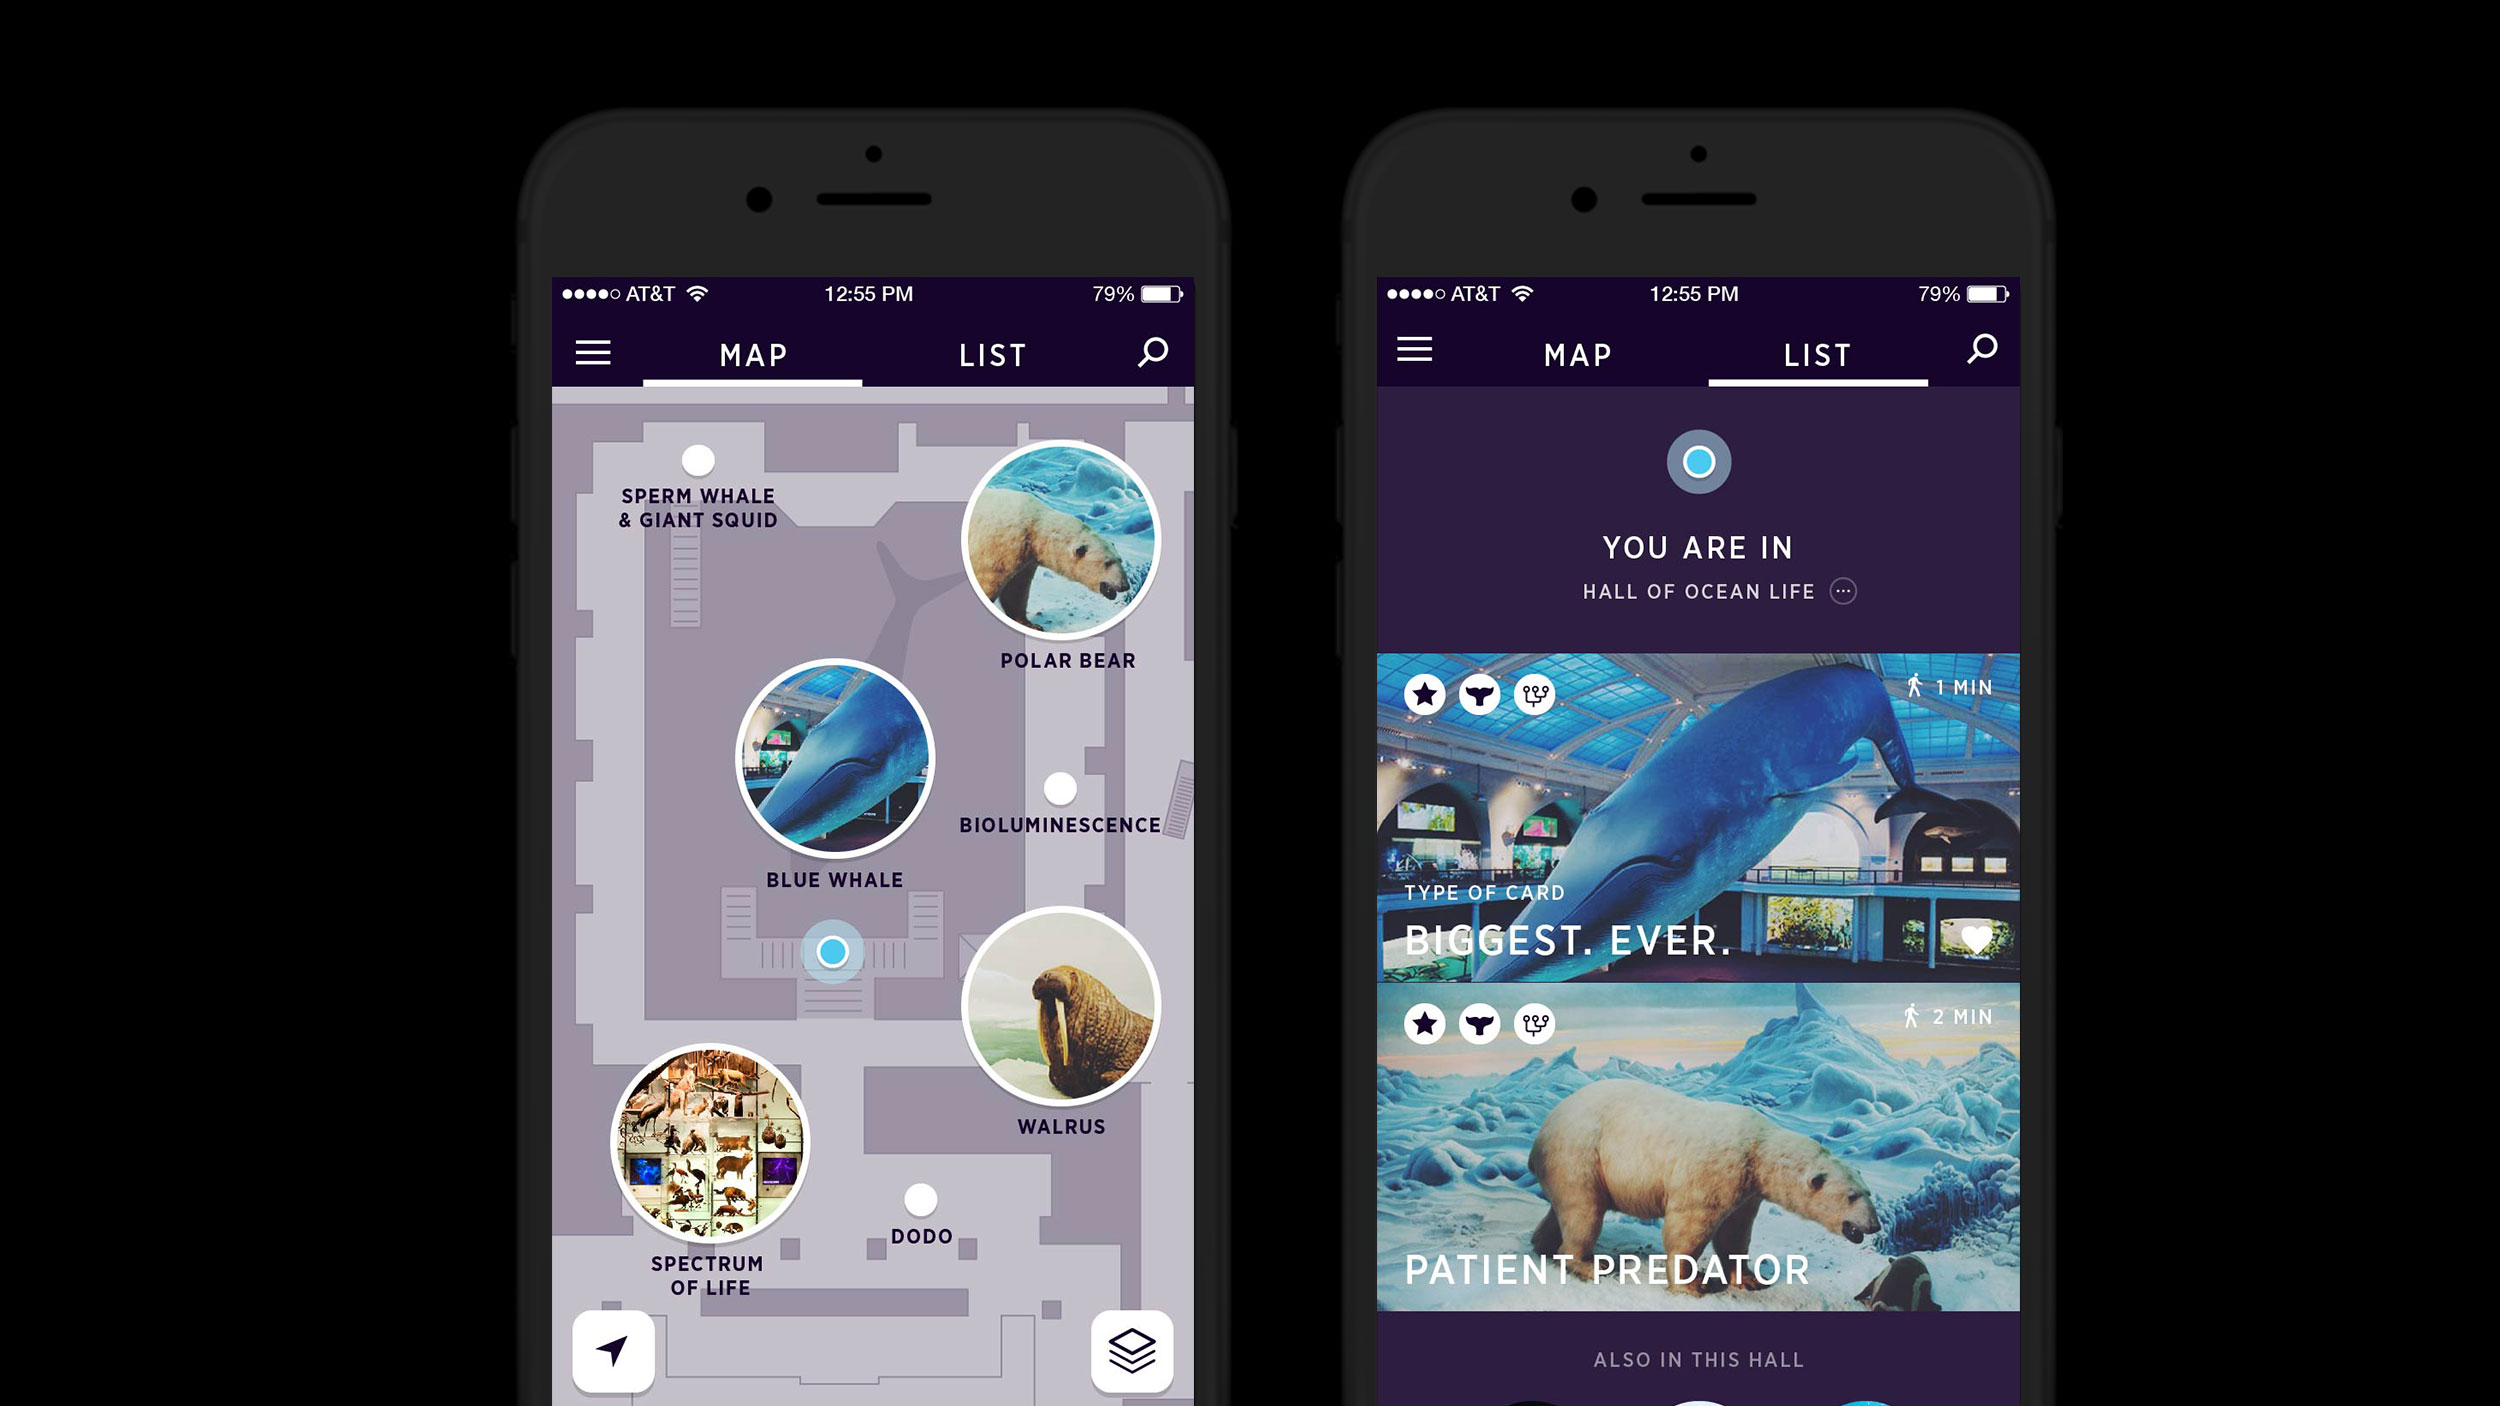 AT&T 12:55 PM 79%
MAP LIST
SPERM WHALE
& GIANT SQUID
POLAR BEAR
BLUE WHALE
BIOLUMINESCENCE
WALRUS
SPECTRUM
OF LIFE
DODO
AT&T 12:55 PM 79%
MAP LIST
YOU ARE IN
HALL OF OCEAN LIFE
1 MIN
TYPE OF CARD
BIGGEST. EVER.
2 MIN
PATIENT PREDATOR
ALSO IN THIS HALL